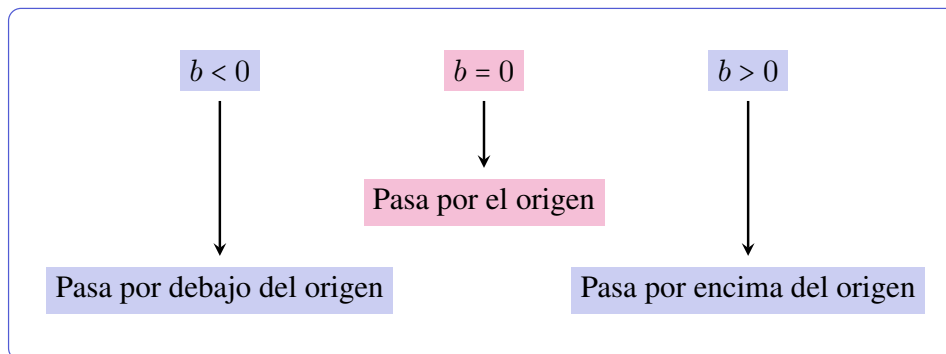 b < 0
b = 0
b > 0
Pasa por el origen
Pasa por debajo del origen
Pasa por encima del origen